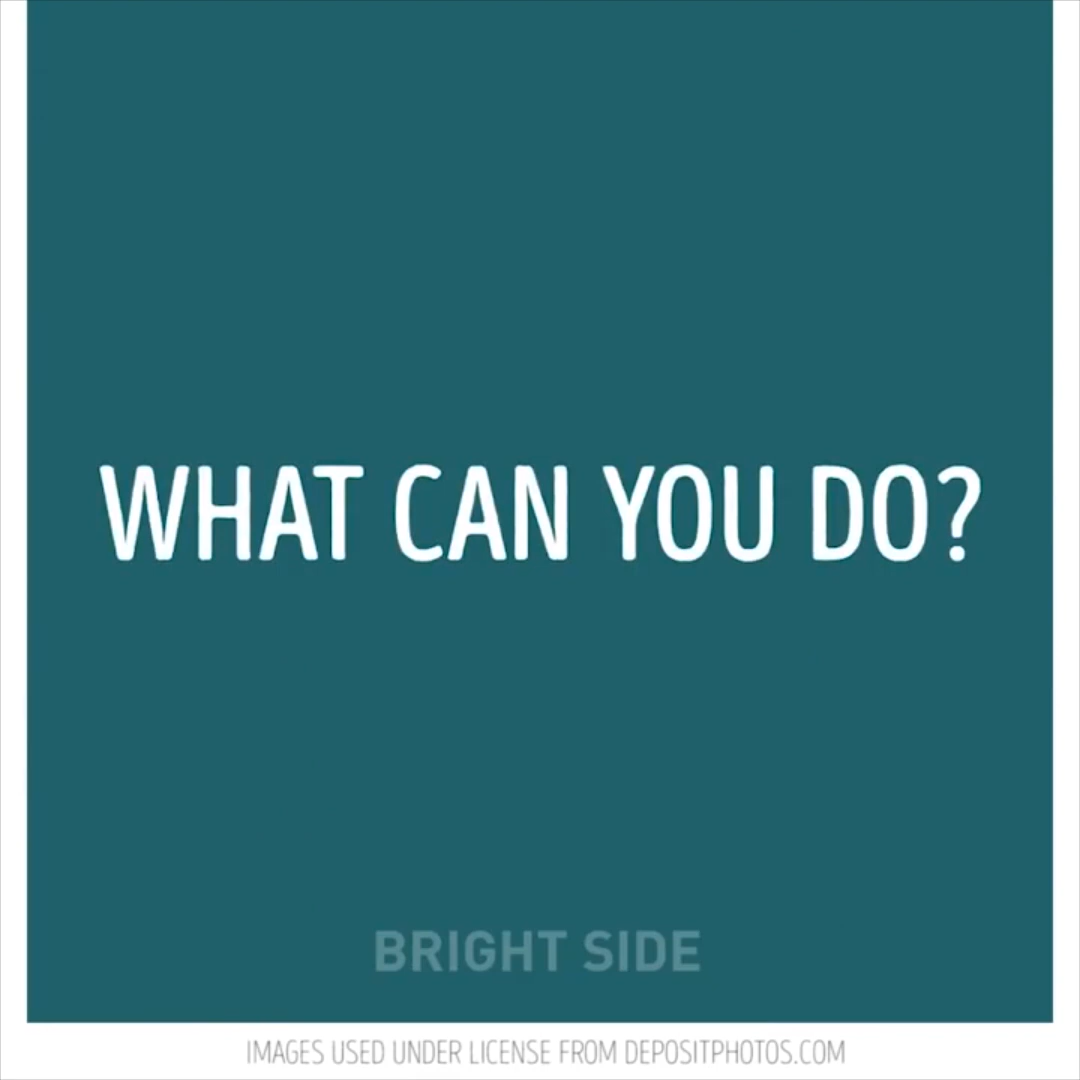 WHAT CAN YOU DO?
BRIGHT SIDE
IMAGES USED UNDER LICENSE FROM DEPOSITPHOTOS.COM